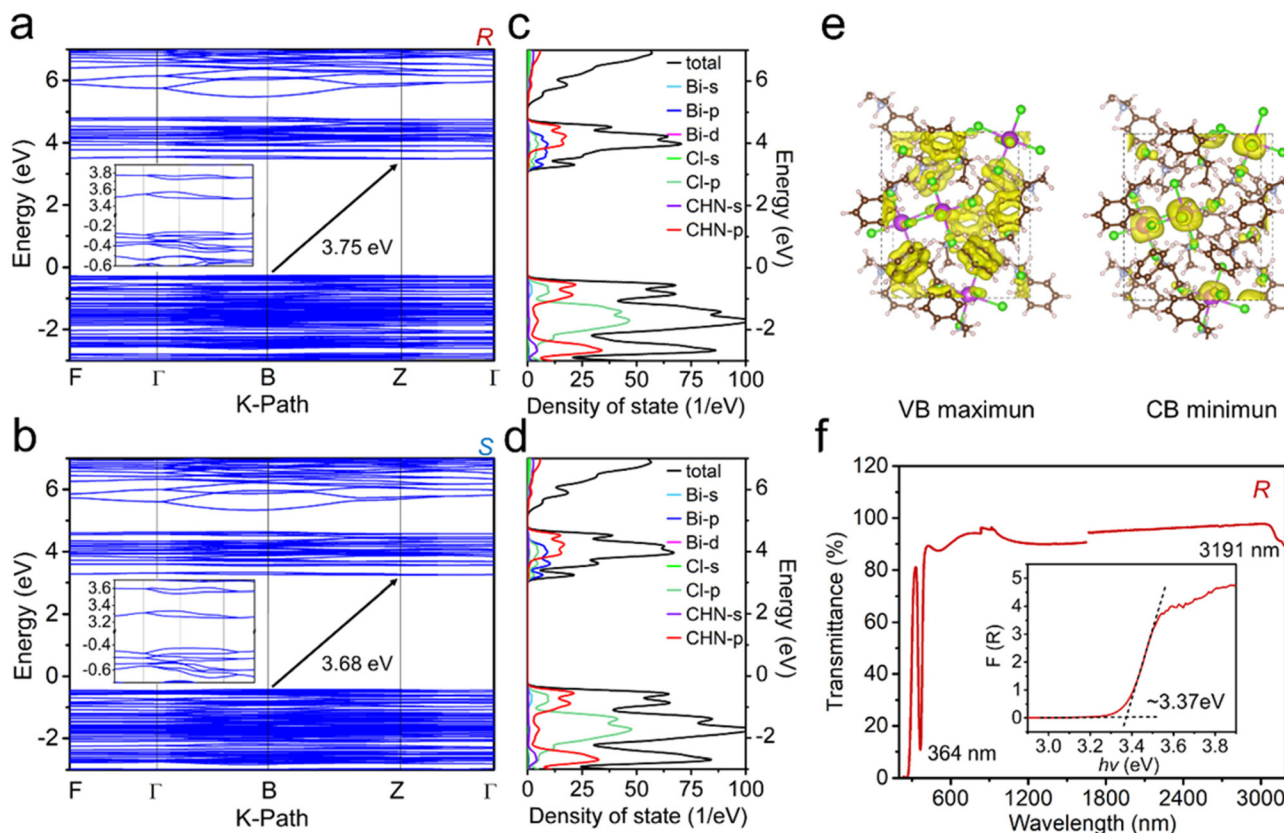 a
R
Energy (eV)
6
4
2
0
-2
3.8
3.6
3.4
-0.2
-0.4
-0.6
3.75 eV
F
Γ
B
Z
Γ
K-Path
c
total
Bi-s
Bi-p
Bi-d
Cl-s
Cl-p
CHN-s
CHN-p
6
4
2
0
-2
Energy (eV)
0
25
50
75
100
Density of state (1/eV)
e
VB maximun
CB minimun
b
S
Energy (eV)
6
4
2
0
-2
3.6
3.4
3.2
-0.4
-0.6
3.68 eV
F
Γ
B
Z
Γ
K-Path
d
total
Bi-s
Bi-p
Bi-d
Cl-s
Cl-p
CHN-s
CHN-p
6
4
2
0
-2
Energy (eV)
0
25
50
75
100
Density of state (1/eV)
f
R
Transmittance (%)
120
100
80
60
40
20
0
3191 nm
364 nm
F (R)
5
4
3
2
1
0
~3.37eV
3.0
3.2
3.4
3.6
3.8
hv (eV)
600
1200
1800
2400
3000
Wavelength (nm)